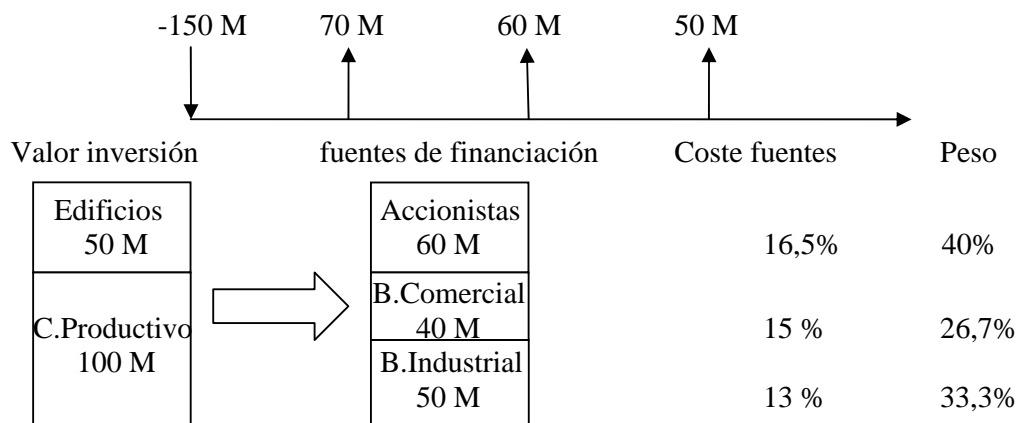 -150 M 70 M 60 M 50 M
Valor inversión fuentes de financiación Coste fuentes Peso
Edificios
50 M
Accionistas
60 M
16,5% 40%
C.Productivo
100 M
B.Comercial
40 M
15 % 26,7%
B.Industrial
50 M
13 % 33,3%